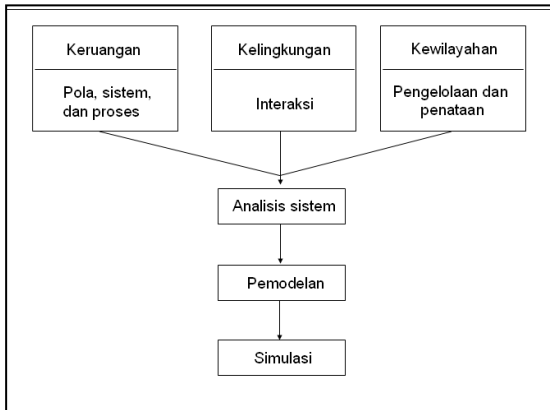 Keruangan
Pola, sistem,
dan proses
Kelingkungan
Interaksi
Kewilayahan
Pengelolaan dan
penataan
Analisis sistem
Pemodelan
Simulasi